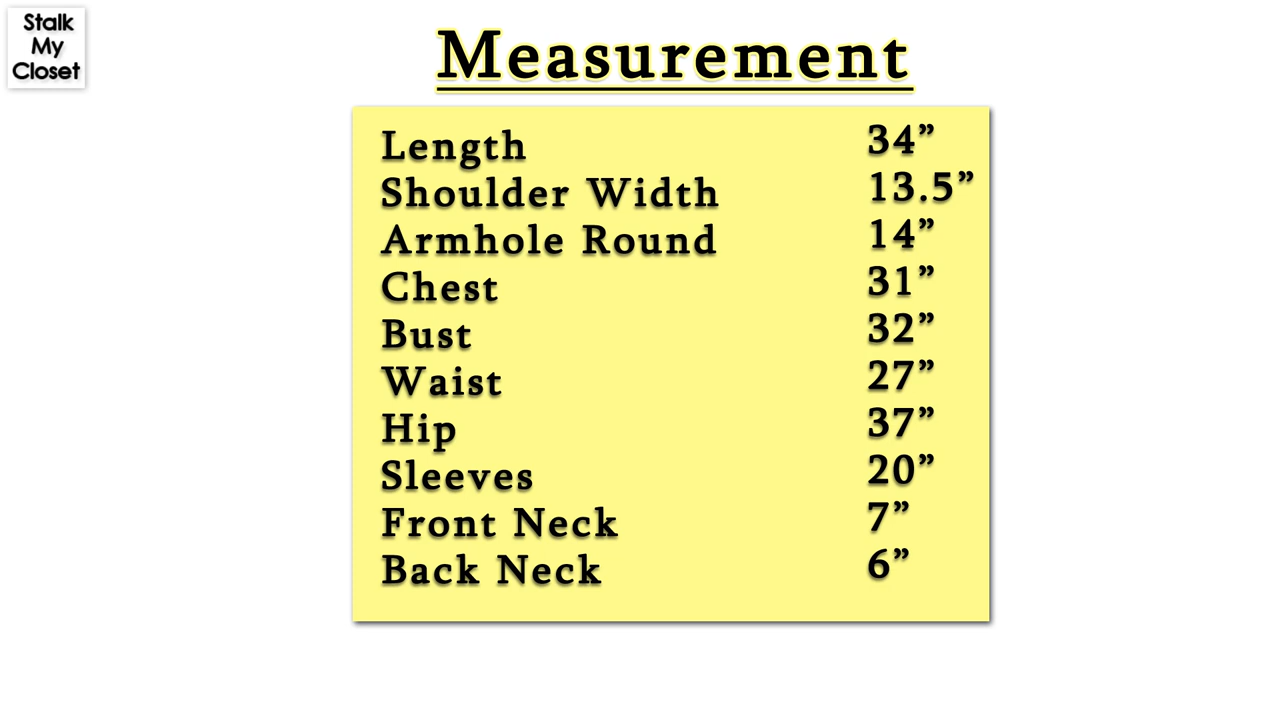 Stalk
My
Closet
Measurement
Length 34”
Shoulder Width 13.5”
Armhole Round 14”
Chest 31”
Bust 32”
Waist 27”
Hip 37”
Sleeves 20”
Front Neck 7”
Back Neck 6”